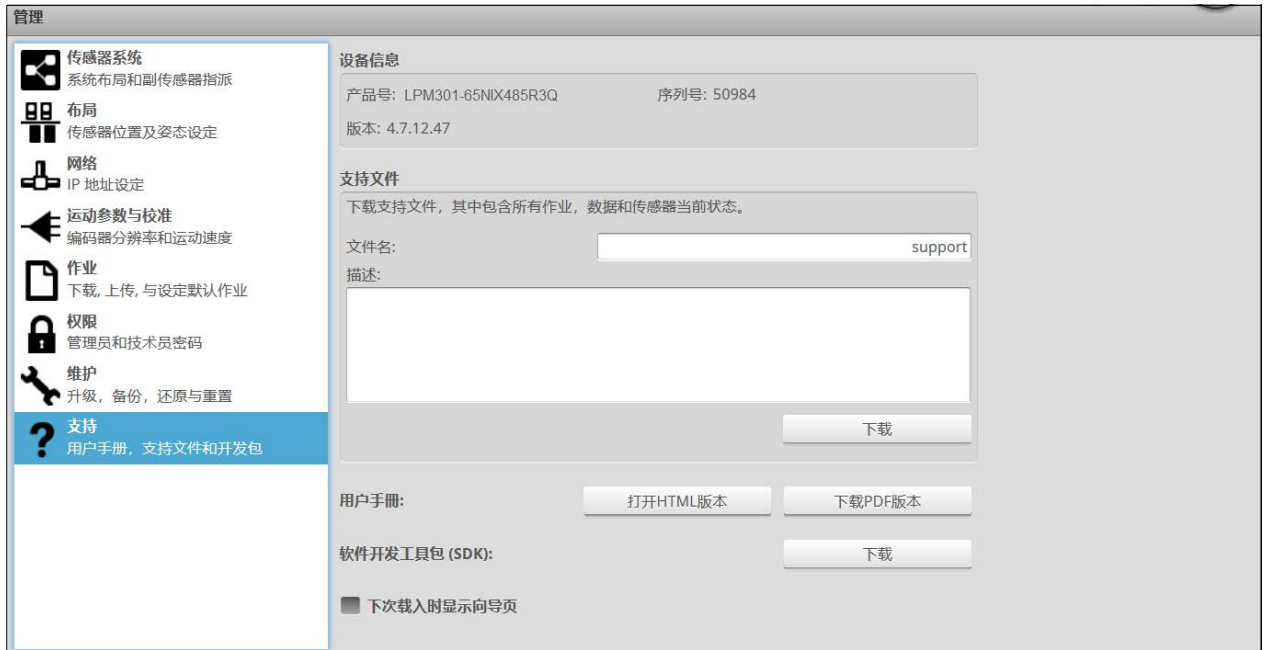 管理
传感器系统
系统布局和副传感器指派
布局
传感器位置及姿态设定
网络
IP 地址设定
运动参数与校准
编码器分辨率和运动速度
作业
下载, 上传, 与设定默认作业
权限
管理员和技术员密码
维护
升级，备份，还原与重置
支持
用户手册，支持文件和开发包
设备信息
产品号: LPM301-65NIX485R3Q 序列号: 50984
版本: 4.7.12.47
支持文件
下载支持文件，其中包含所有作业，数据和传感器当前状态。
文件名: support
描述:
下载
用户手册: 打开HTML版本 下载PDF版本
软件开发工具包 (SDK): 下载
下次载入时显示向导页